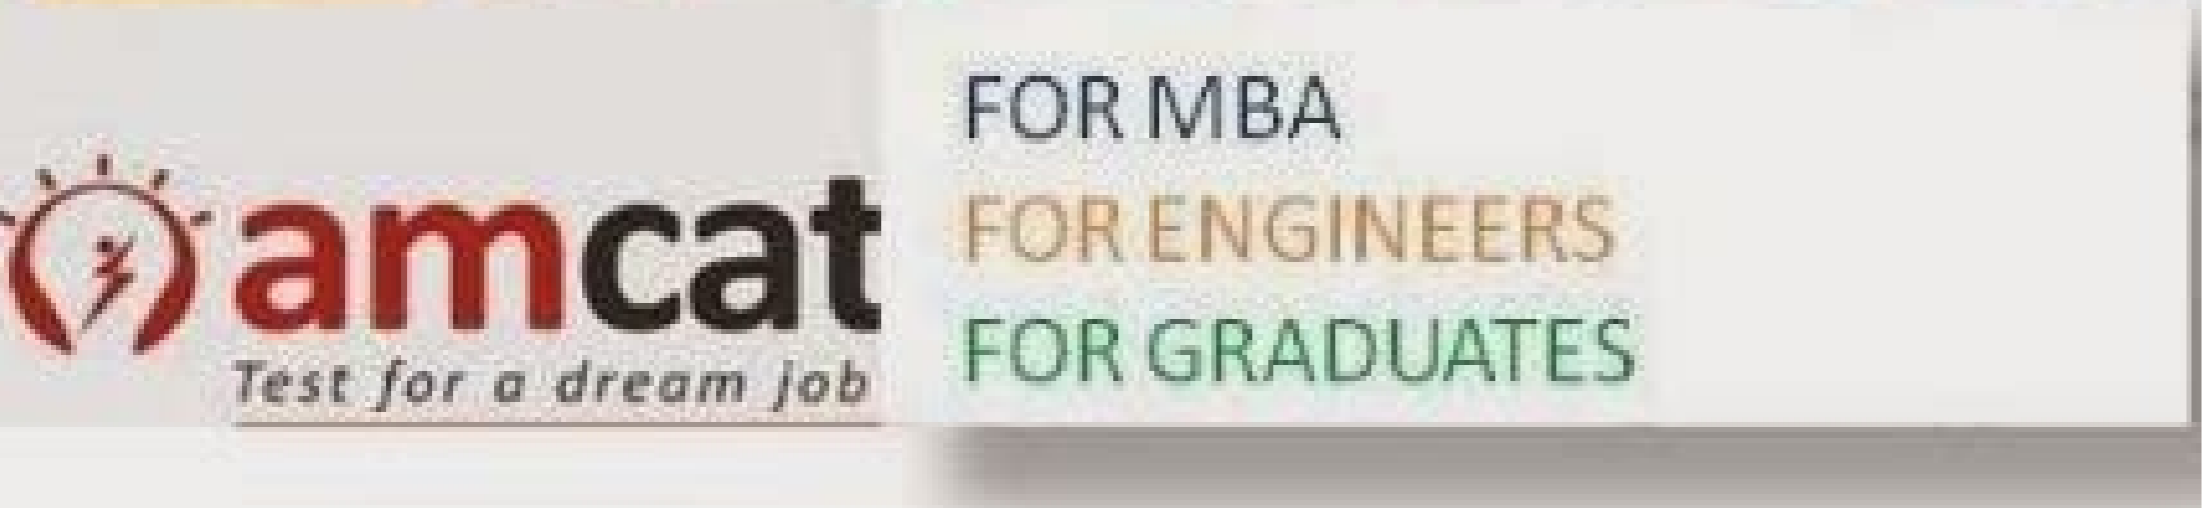 amcat
Test for a dream job
FOR MBA
FOR ENGINEERS
FOR GRADUATES